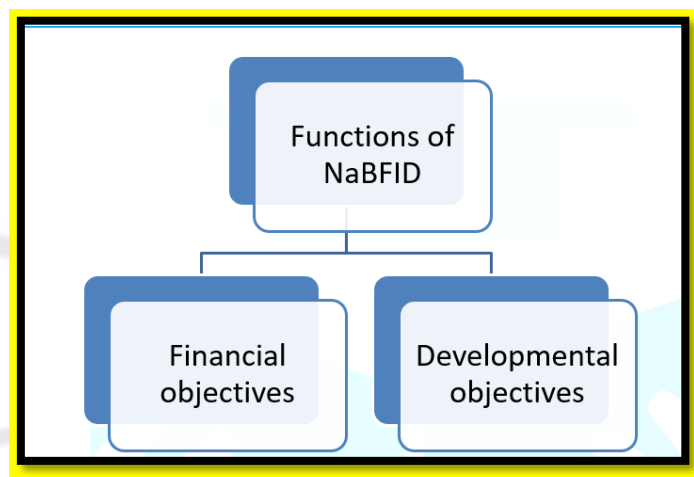 Functions of
NaBFID
Financial
objectives
Developmental
objectives